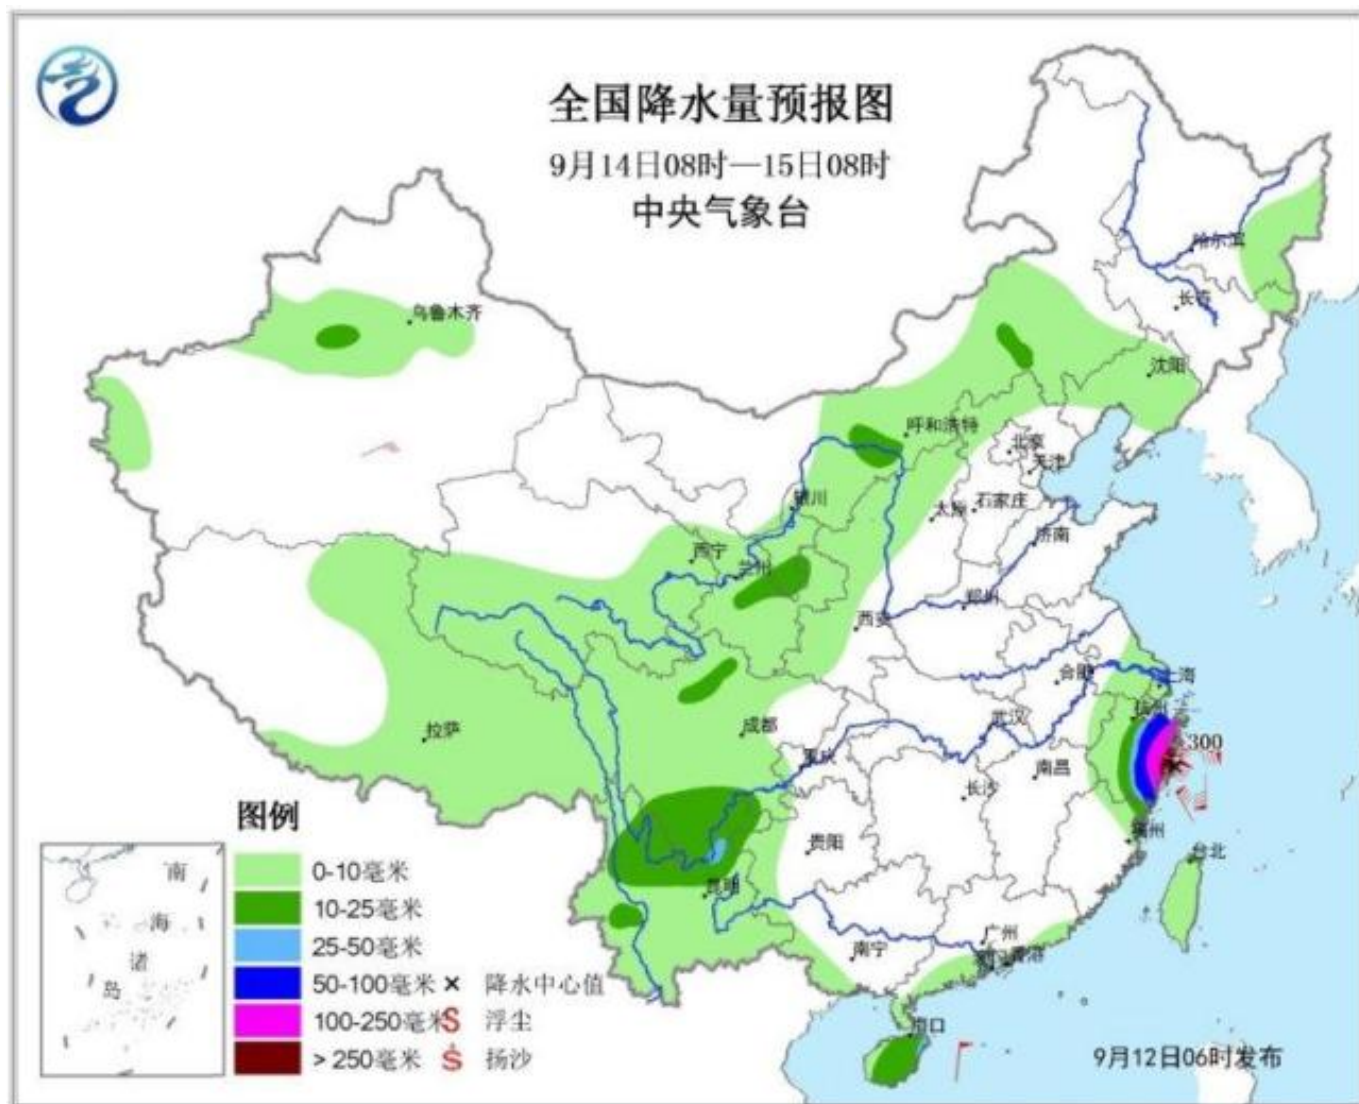 全国降水量预报图
9月14日08时—15日08时
中央气象台
哈尔滨
长春
乌鲁木齐
沈阳
呼和浩特
北京
天津
银川
太原
石家庄
济南
西宁
兰州
郑州
西安
合肥
上海
杭州
拉萨
成都
武汉
重庆
南昌
300
长沙
贵阳
福州
台北
昆明
南宁
广州
香港
海口
图例
0-10毫米
10-25毫米
25-50毫米
50-100毫米 × 降水中心值
100-250毫米 S 浮尘
> 250毫米 S 扬沙
南
海
诸
岛
9月12日06时发布